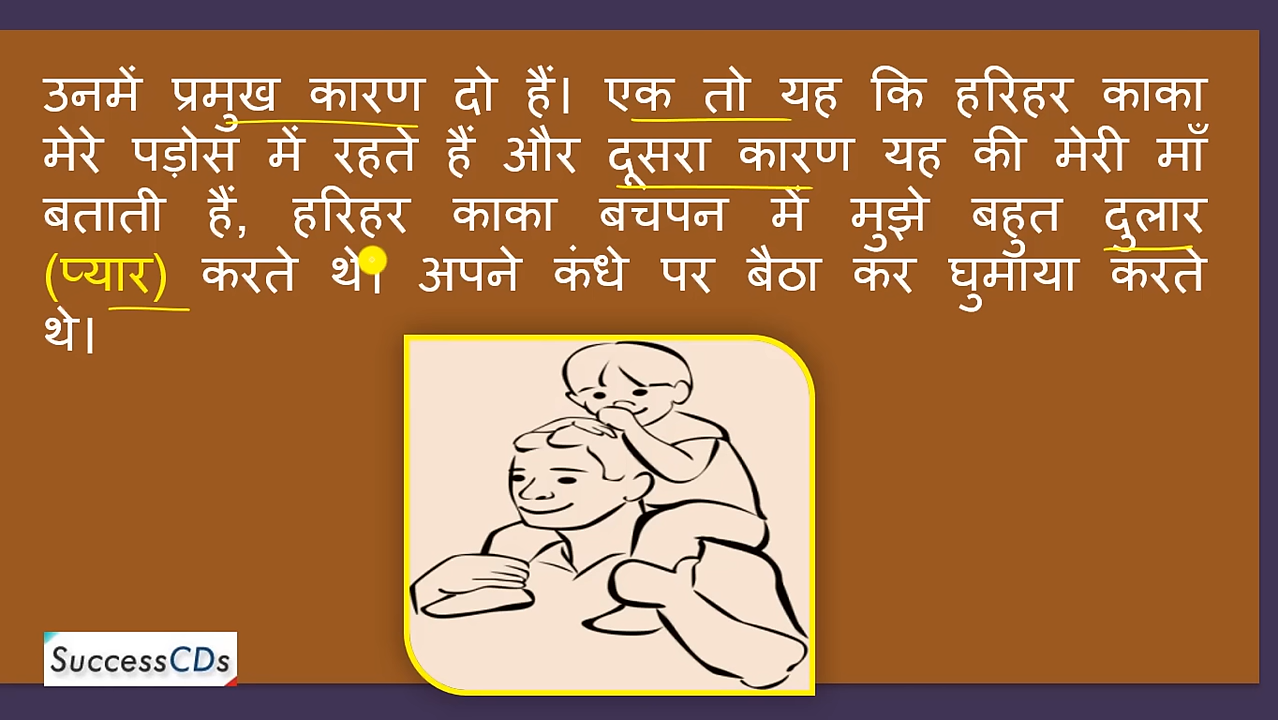 उनमें प्रमुख कारण दो हैं। एक तो यह कि हरिहर काका
मेरे पड़ोस में रहते हैं और दूसरा कारण यह की मेरी माँ
बताती हैं, हरिहर काका बचपन में मुझे बहुत दुलार
(प्यार) करते थे। अपने कंधे पर बैठा कर घुमाया करते
थे।
SuccessCDs